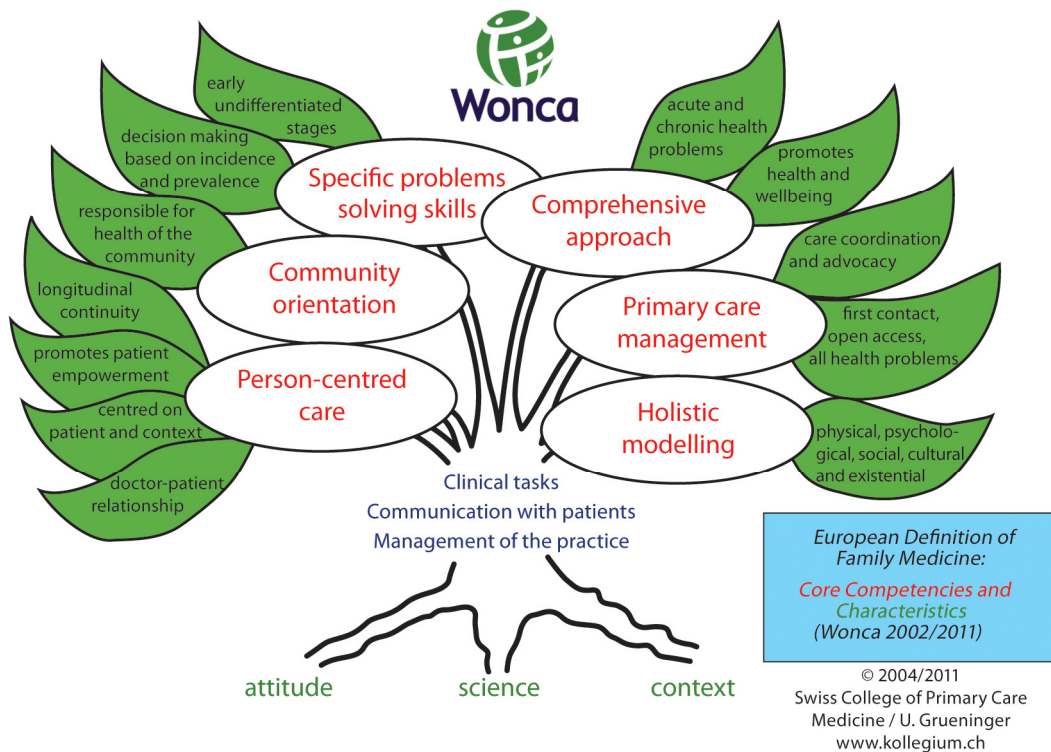 Wonca
early
undifferentiated
stages
decision making
based on incidence
and prevalence
Specific problems
solving skills
responsible for
health of the
community
Community
orientation
longitudinal
continuity
promotes patient
empowerment
centred on
patient and context
doctor-patient
relationship
Person-centred
care
acute and
chronic health
problems
promotes
health and
wellbeing
Comprehensive
approach
care coordination
and advocacy
first contact,
open access,
all health problems
Primary care
management
Holistic
modelling
physical, psycholo-
gical, social, cultural
and existential
Clinical tasks
Communication with patients
Management of the practice
attitude
science
context
European Definition of
Family Medicine:
Core Competencies and
Characteristics
(Wonca 2002/2011)
© 2004/2011
Swiss College of Primary Care
Medicine / U. Grueninger
www.kollegium.ch